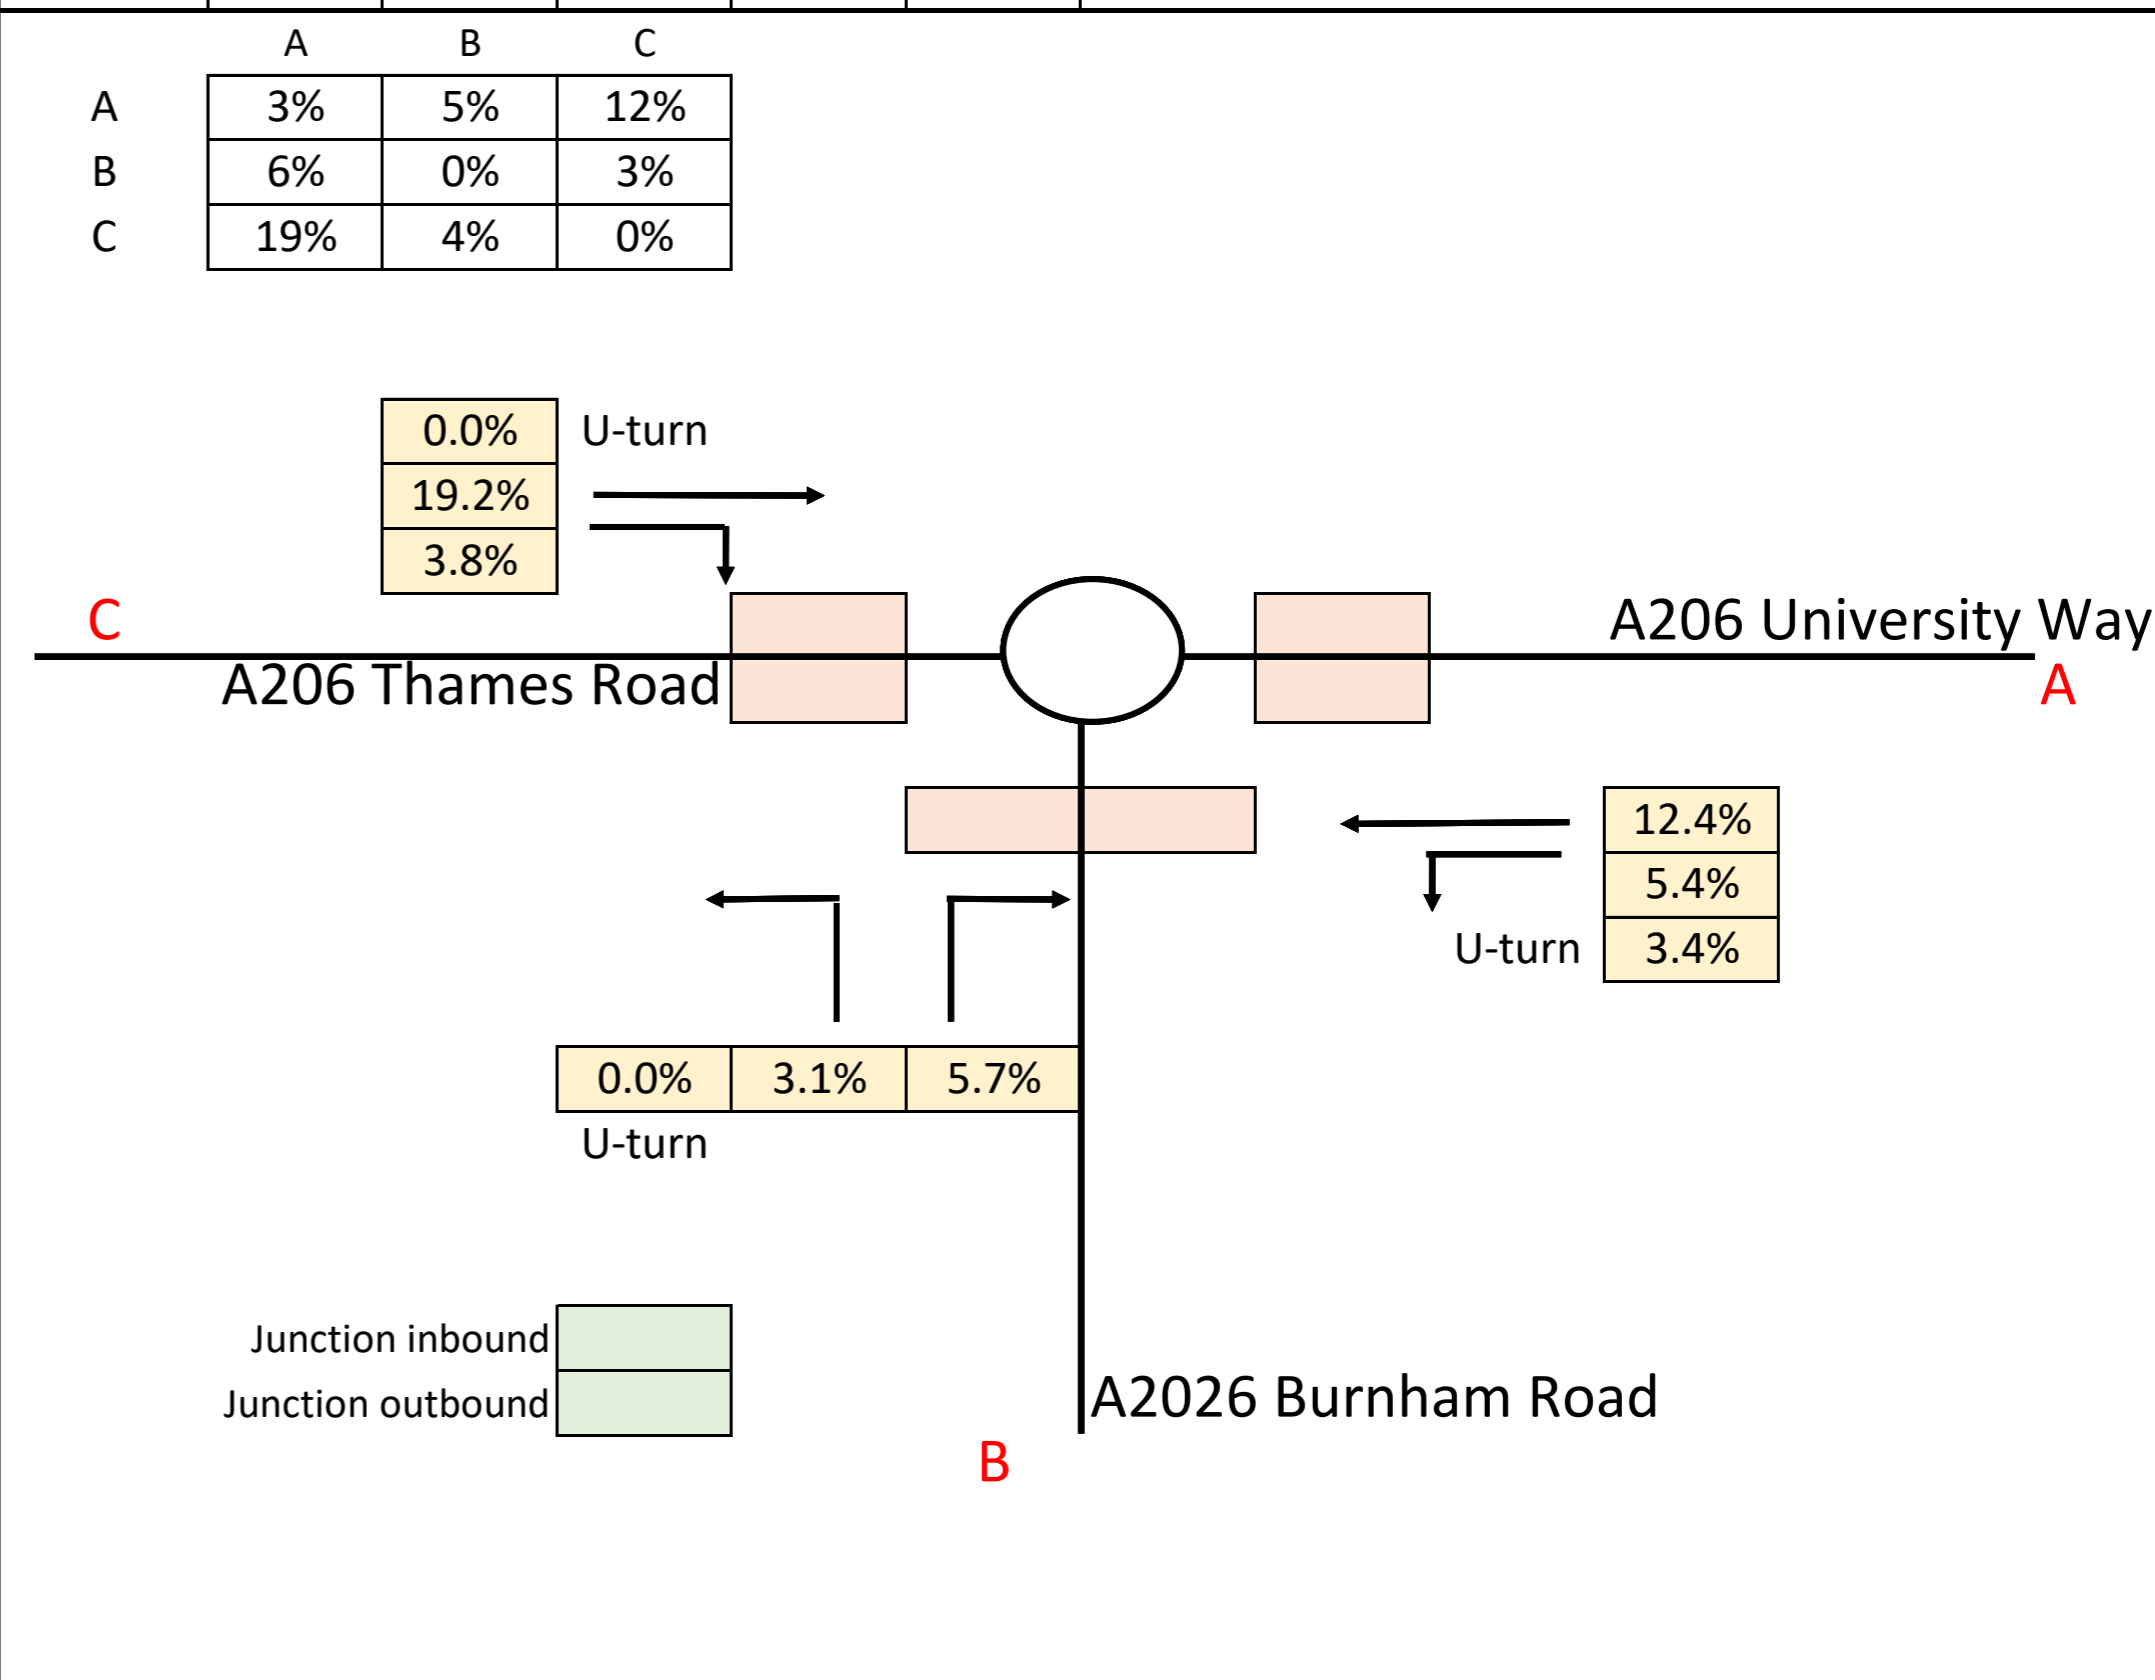 A B C
A 3% 5% 12%
B 6% 0% 3%
C 19% 4% 0%
0.0% U-turn
19.2%
3.8%
C
A206 University Way
A206 Thames Road
A
12.4%
5.4%
U-turn 3.4%
0.0% 3.1% 5.7%
U-turn
Junction inbound
Junction outbound
A2026 Burnham Road
B